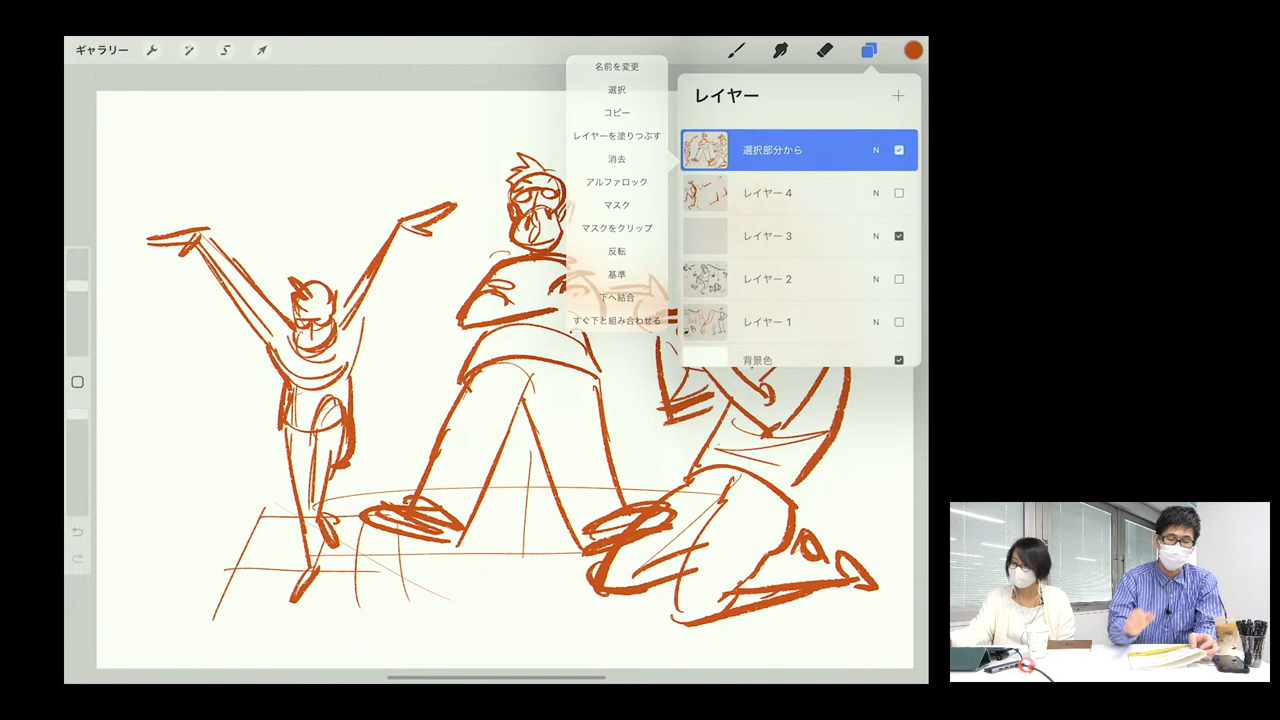 ギャラリー
名前を変更
選択
コピー
レイヤーを塗りつぶす
消去
アルファロック
マスク
マスクをクリップ
反転
基準
下へ結合
すぐ下と組み合わせる
レイヤー
選択部分から N
レイヤー 4 N
レイヤー 3 N
レイヤー 2 N
レイヤー 1 N
背景色